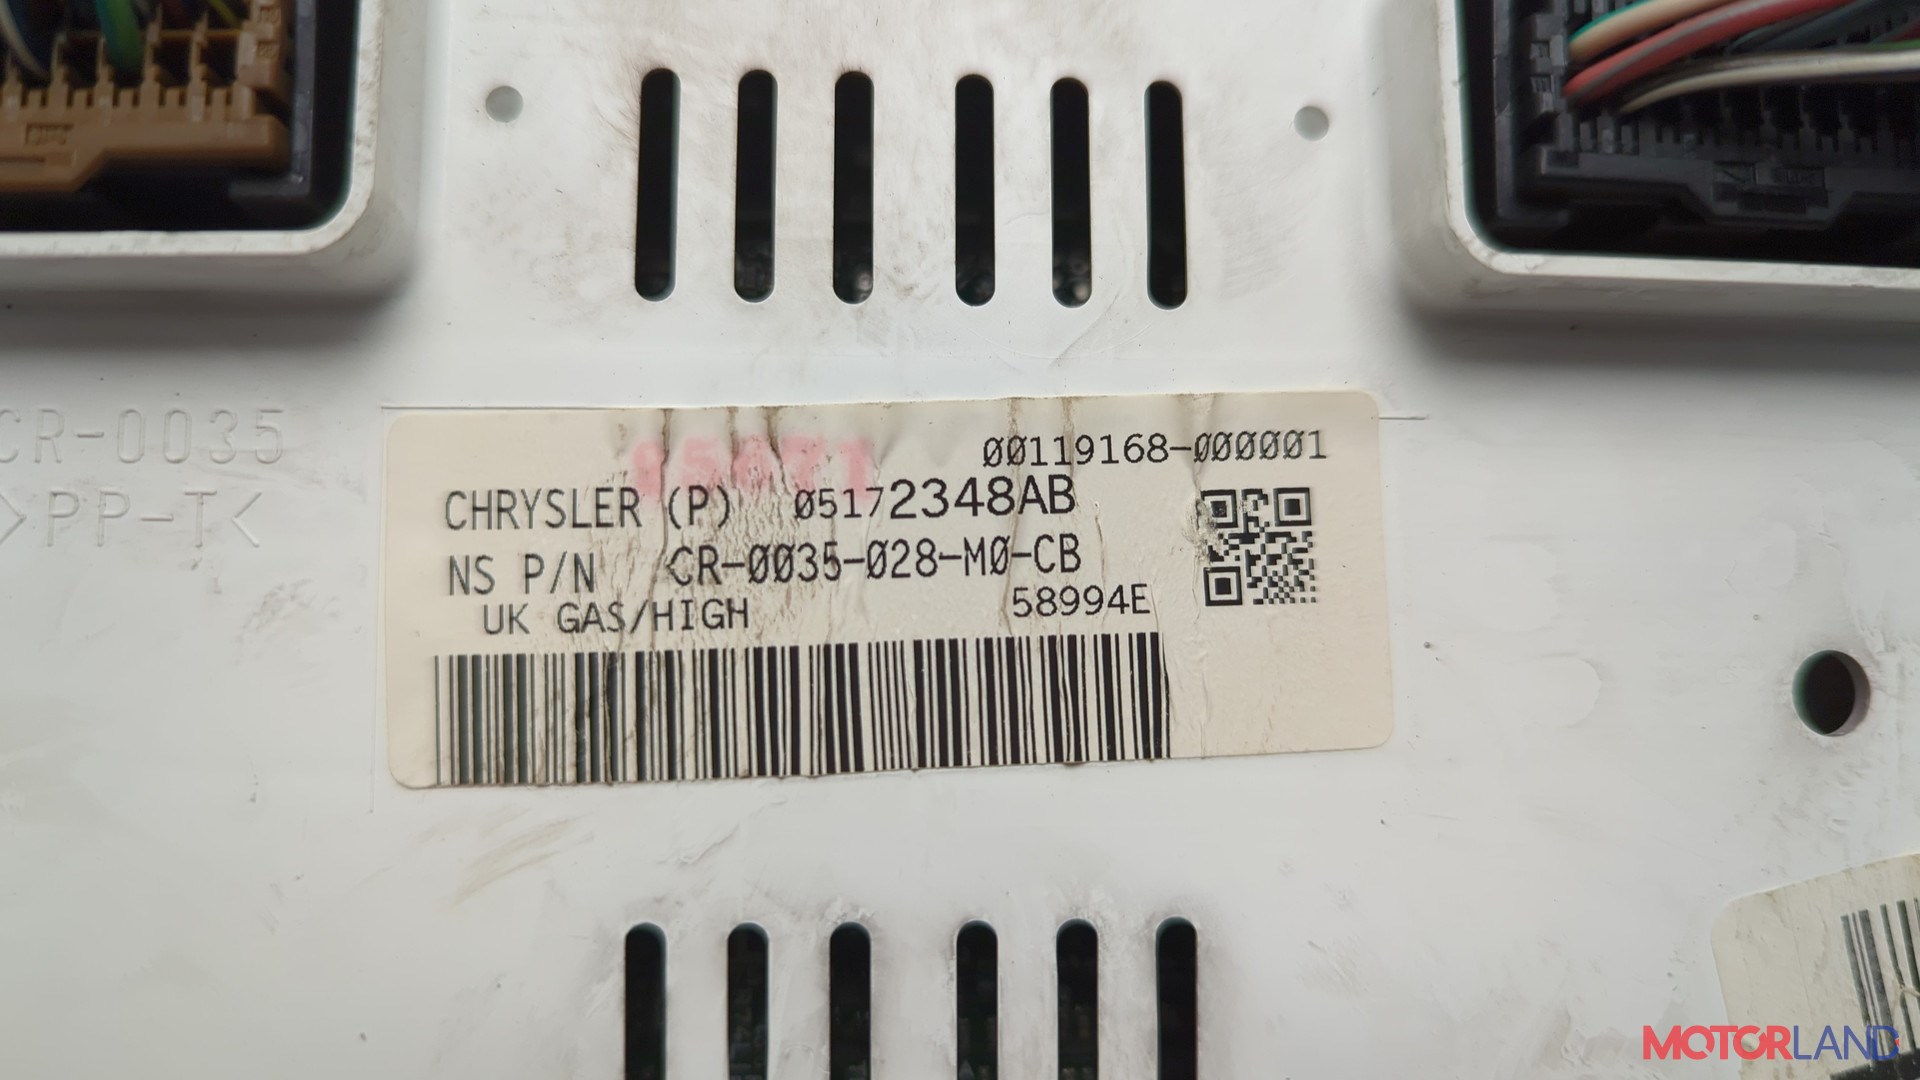 CR-0035
>PP-T<
00119168-000001
CHRYSLER (P) 05172348AB
NS P/N CR-0035-028-M0-CB
UK GAS/HIGH 58994E
MOTORLAND